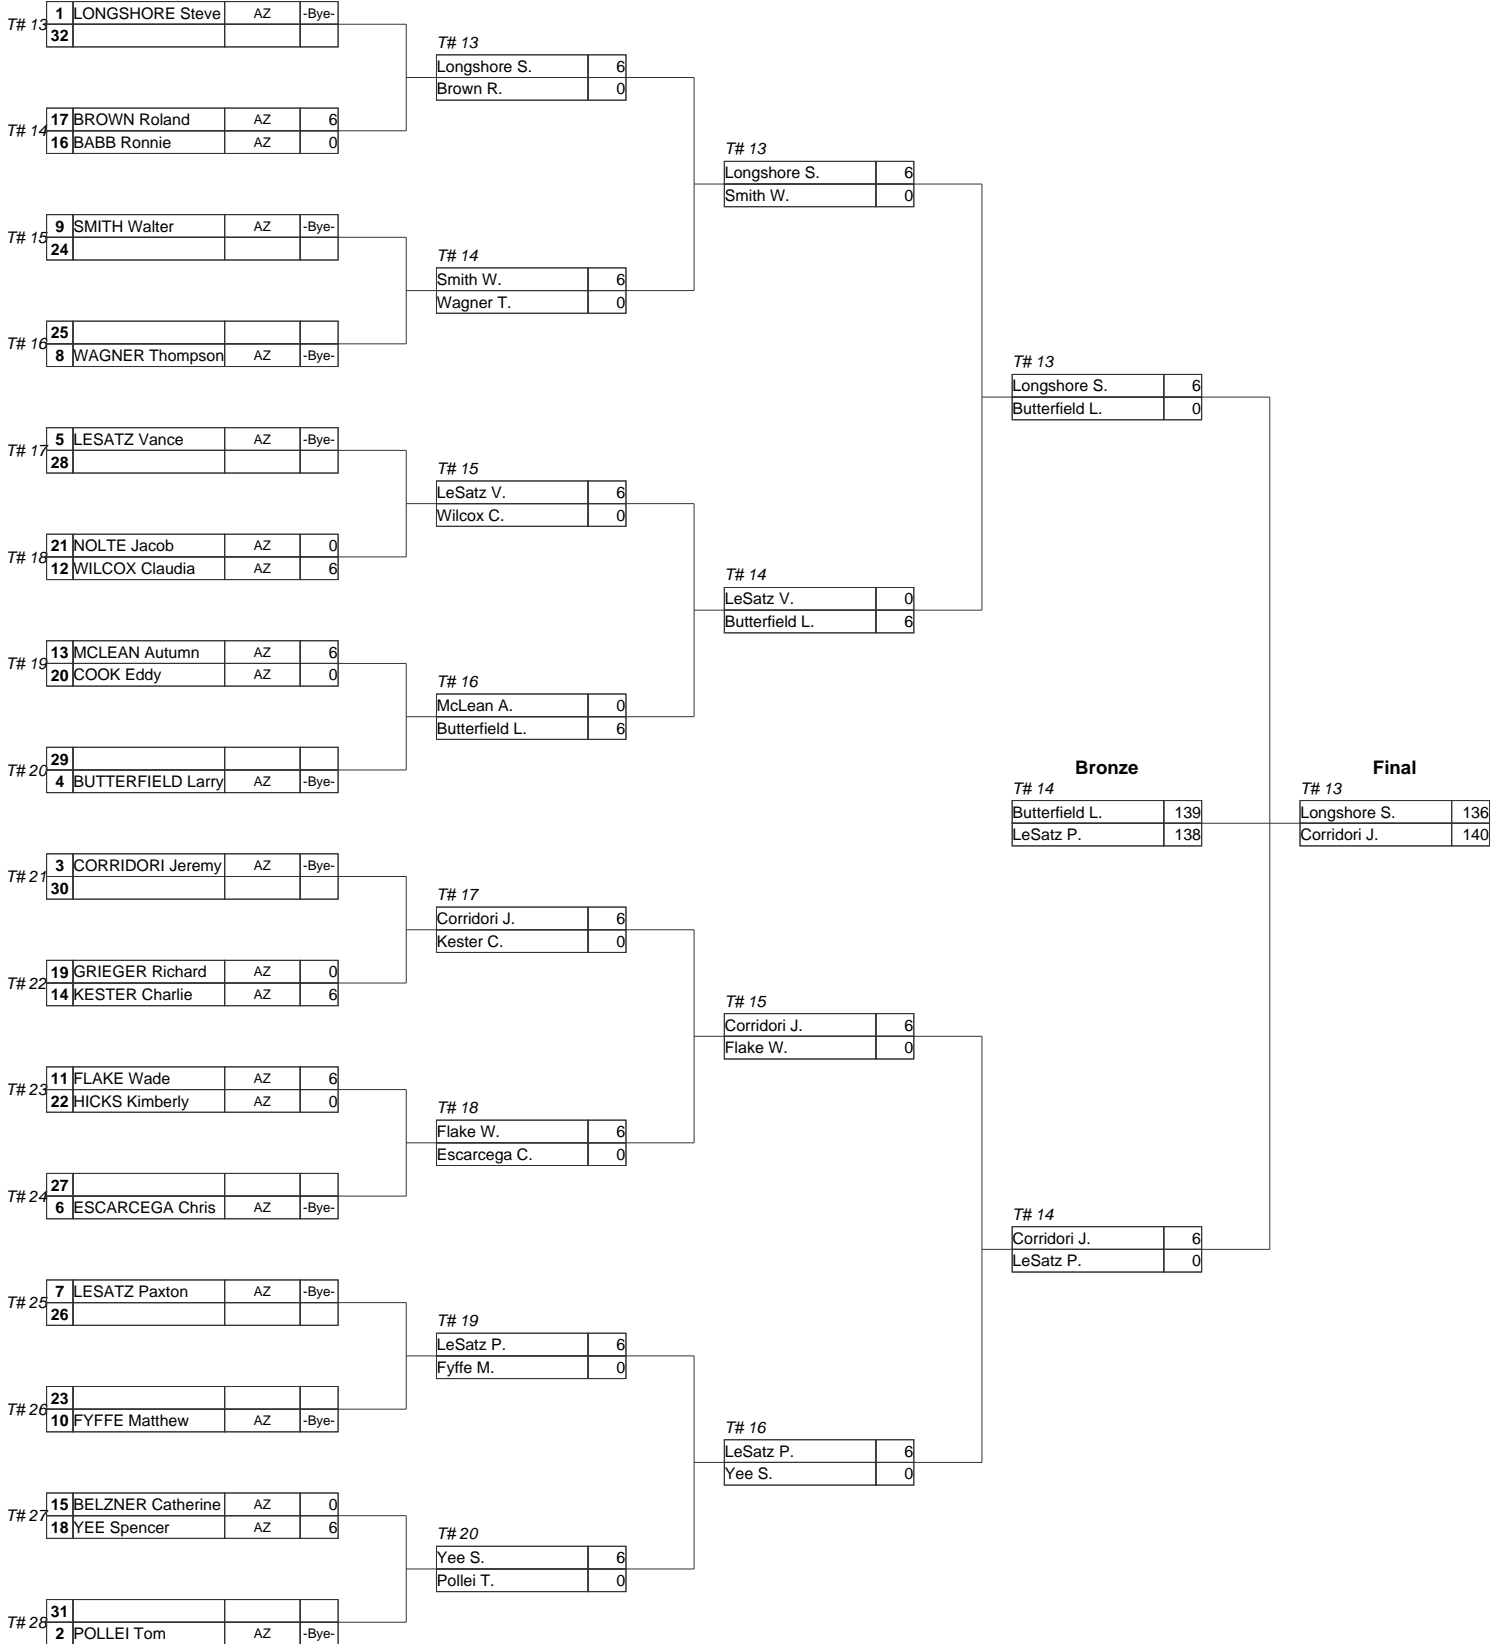 T# 13
1 LONGSHORE Steve AZ -Bye-
32
T# 14
17 BROWN Roland AZ 6
16 BABB Ronnie AZ 0
T# 15
9 SMITH Walter AZ -Bye-
24
T# 16
25
8 WAGNER Thompson AZ -Bye-
T# 17
5 LESATZ Vance AZ -Bye-
28
T# 18
21 NOLTE Jacob AZ 0
12 WILCOX Claudia AZ 6
T# 19
13 MCLEAN Autumn AZ 6
20 COOK Eddy AZ 0
T# 20
29
4 BUTTERFIELD Larry AZ -Bye-
T# 21
3 CORRIDORI Jeremy AZ -Bye-
30
T# 22
19 GRIEGER Richard AZ 0
14 KESTER Charlie AZ 6
T# 23
11 FLAKE Wade AZ 6
22 HICKS Kimberly AZ 0
T# 24
27
6 ESCARCEGA Chris AZ -Bye-
T# 25
7 LESATZ Paxton AZ -Bye-
26
T# 26
23
10 FYFFE Matthew AZ -Bye-
T# 27
15 BELZNER Catherine AZ 0
18 YEE Spencer AZ 6
T# 28
31
2 POLLEI Tom AZ -Bye-
T# 13
Longshore S. 6
Brown R. 0
T# 14
Smith W. 6
Wagner T. 0
T# 15
LeSatz V. 6
Wilcox C. 0
T# 16
McLean A. 0
Butterfield L. 6
T# 17
Corridori J. 6
Kester C. 0
T# 18
Flake W. 6
Escarcega C. 0
T# 19
LeSatz P. 6
Fyffe M. 0
T# 20
Yee S. 6
Pollei T. 0
T# 13
Longshore S. 6
Smith W. 0
T# 14
LeSatz V. 0
Butterfield L. 6
T# 15
Corridori J. 6
Flake W. 0
T# 16
LeSatz P. 6
Yee S. 0
T# 13
Longshore S. 6
Butterfield L. 0
T# 14
Corridori J. 6
LeSatz P. 0
Bronze
T# 14
Butterfield L. 139
LeSatz P. 138
Final
T# 13
Longshore S. 136
Corridori J. 140